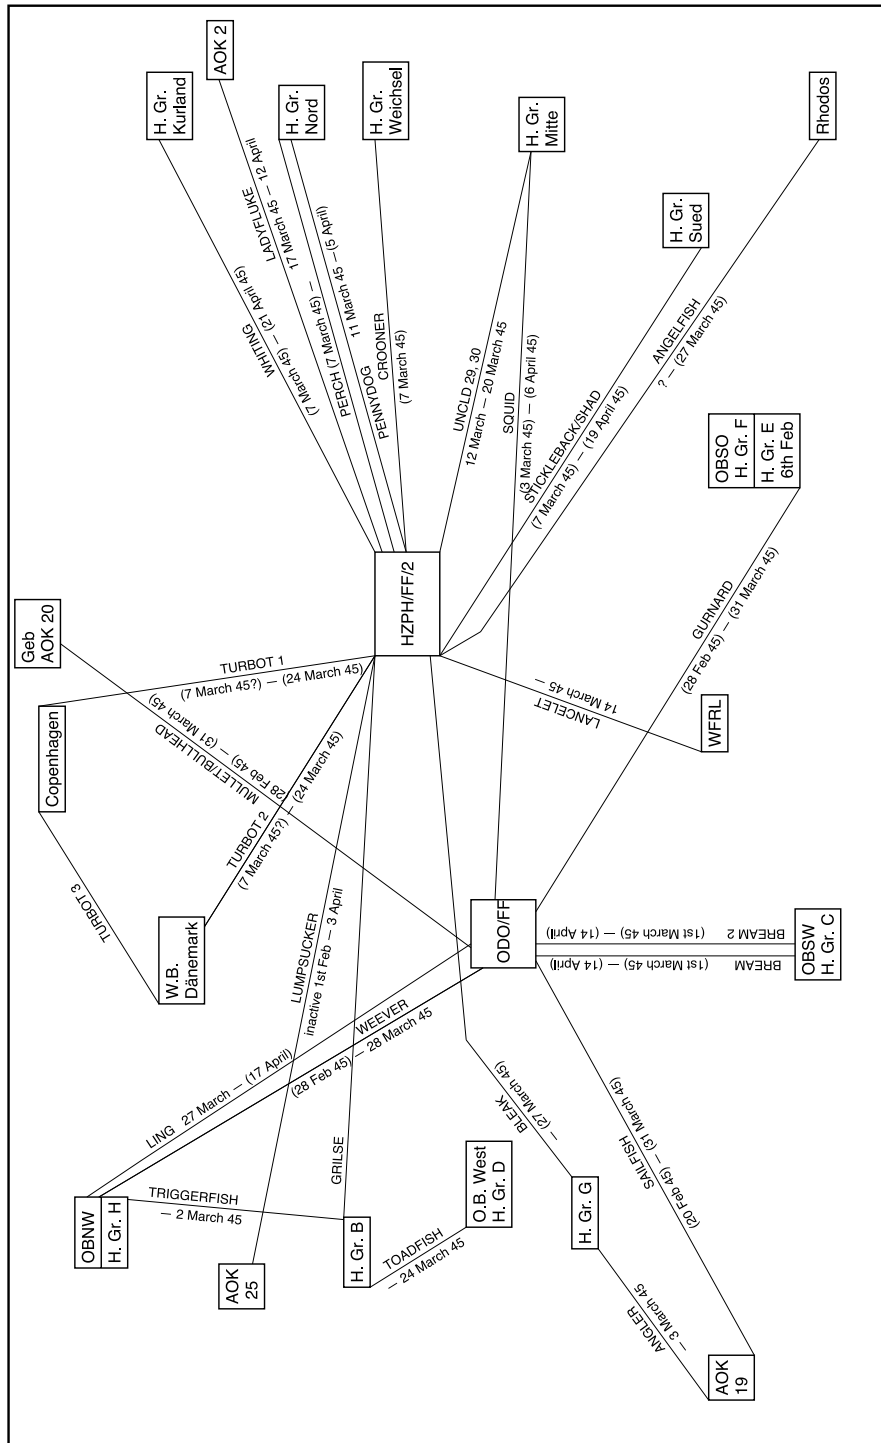 AOK 2
H. Gr.
Kurland
H. Gr.
Nord
H. Gr.
Weichsel
H. Gr.
Mitte
Rhodos
H. Gr.
Sued
LADYFLUKE
17 March 45 – 12 April
WHITING
(7 March 45) – (21 April 45)
PERCH (7 March 45) –
11 March 45 –(5 April)
PENNYDOG
CROONER
(7 March 45)
UNCLD 29, 30
12 March – 20 March 45
SQUID
(3 March 45) – (6 April 45)
STICKLEBACK/SHAD
(7 March 45) – (19 April 45)
ANGELFISH
? – (27 March 45)
OBSO
H. Gr. F
H. Gr. E
6th Feb
HZPH/FF/2
Geb
AOK 20
TURBOT 1
(7 March 45?) – (24 March 45)
MULLET/BULLHEAD
(28 Feb 45) – (31 March 45)
Copenhagen
GURNARD
(28 Feb 45) – (31 March 45)
LANCELET
14 March 45 –
WFRL
TURBOT 2
(7 March 45?) – (24 March 45)
TURBOT 3
W.B.
Dänemark
LUMPSUCKER
inactive 1st Feb – 3 April
ODO/FF
BREAM 2
(1st March 45) – (14 April)
BREAM
(1st March 45) – (14 April)
OBSW
H. Gr. C
WEEVER
(28 Feb 45) – 28 March 45
LING 27 March – (17 April)
GRILSE
BLEAK
– (27 March 45)
SAILFISH
(20 Feb 45) – (31 March 45)
OBNW
H. Gr. H
TRIGGERFISH
– 2 March 45
O.B. West
H. Gr. D
H. Gr. G
AOK
25
H. Gr. B
TOADFISH
– 24 March 45
ANGLER
– 3 March 45
AOK
19